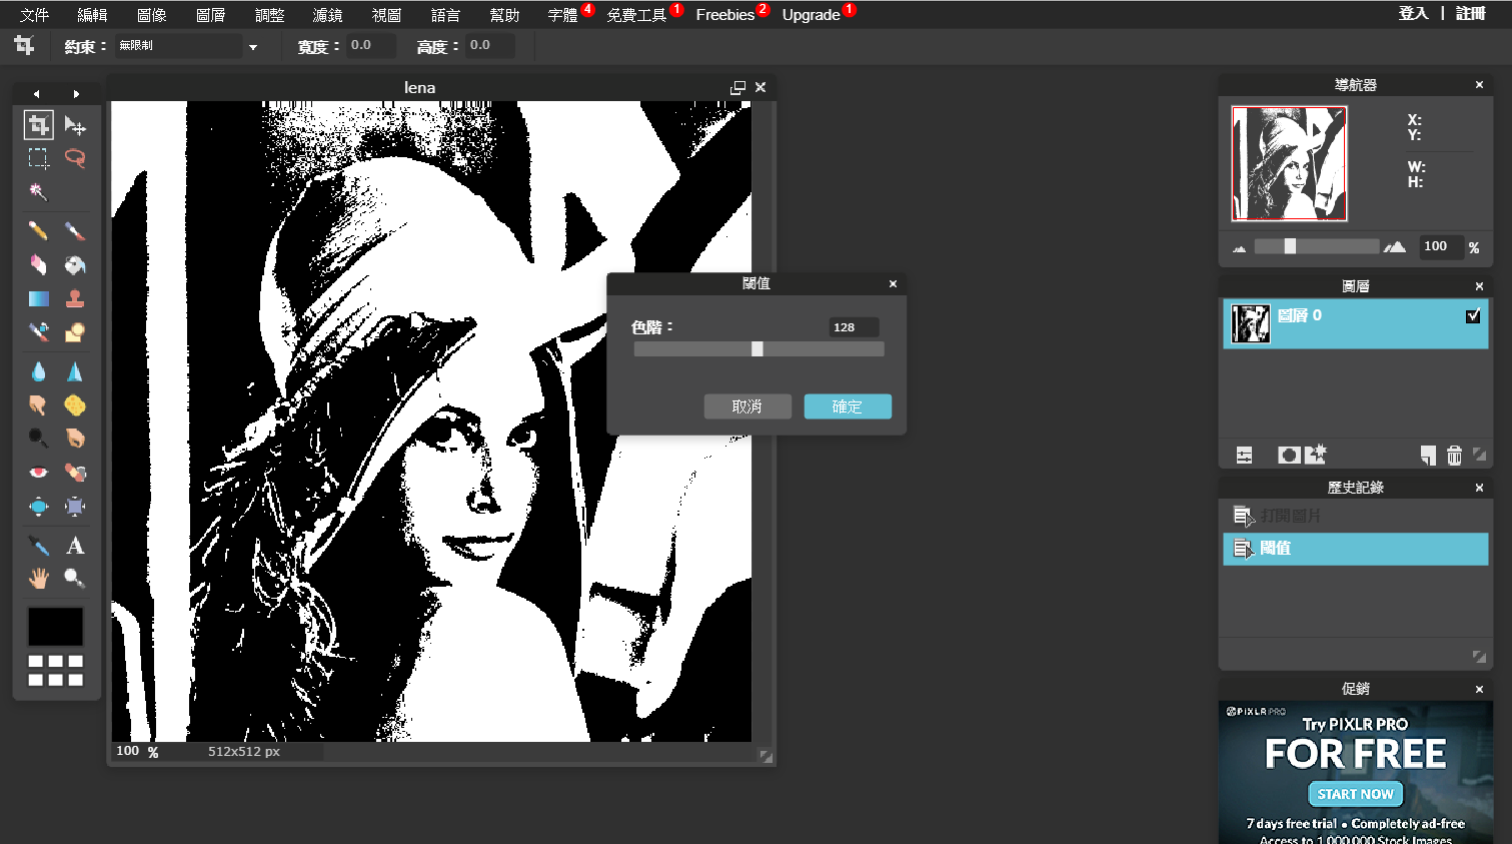 文件 編輯 圖像 圖層 調整 濾鏡 視圖 語言 幫助 字體 4 免費工具 1 Freebies 2 Upgrade 1 登入 | 註冊
約束： 無限制 寬度： 0.0 高度： 0.0
lena
100 % 512x512 px
閾值
色階： 128
取消 確定
導航器
X:
Y:
W:
H:
100 %
圖層
圖層 0
歷史記錄
打開圖片
閾值
促銷
PIXLR PRO
Try PIXLR PRO
FOR FREE
START NOW
7 days free trial • Completely ad-free
Access to 1 000 000 Stock Images